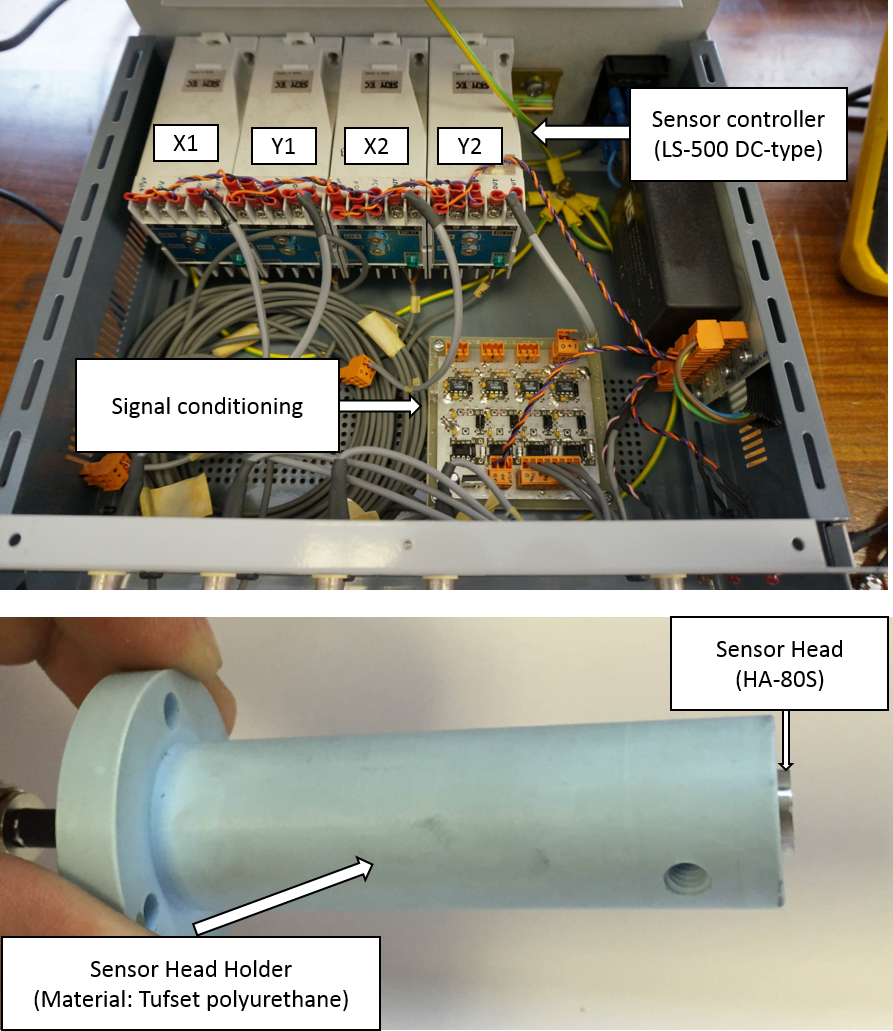 X1
Y1
X2
Y2
Sensor controller
(LS-500 DC-type)
Signal conditioning
Sensor Head
(HA-80S)
Sensor Head Holder
(Material: Tufset polyurethane)